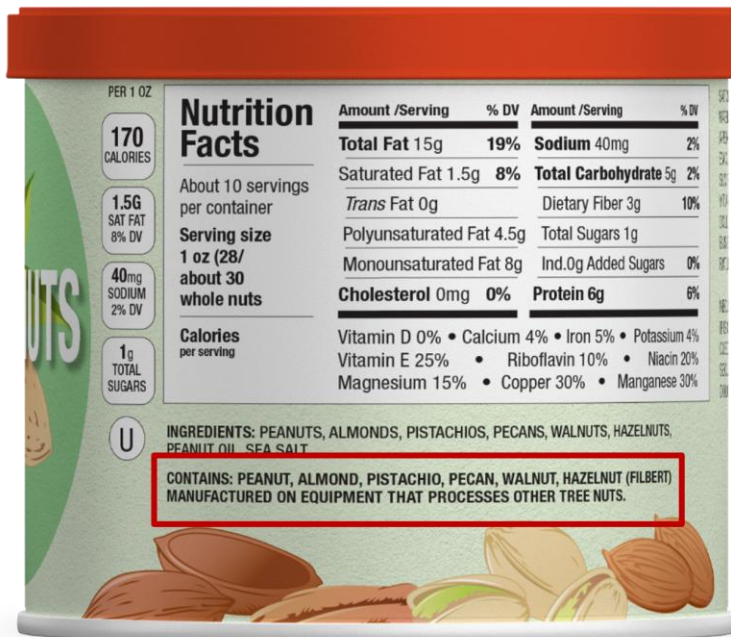 PER 1 OZ
170
CALORIES
1.5G
SAT FAT
8% DV
40mg
SODIUM
2% DV
1g
TOTAL
SUGARS
U
UTS
Nutrition
Facts
About 10 servings
per container
Serving size
1 oz (28/
about 30
whole nuts
Calories
per serving
Amount /Serving % DV
Total Fat 15g 19%
Saturated Fat 1.5g 8%
Trans Fat 0g
Polyunsaturated Fat 4.5g
Monounsaturated Fat 8g
Cholesterol 0mg 0%
Amount /Serving % DV
Sodium 40mg 2%
Total Carbohydrate 5g 2%
Dietary Fiber 3g 10%
Total Sugars 1g
Ind.0g Added Sugars 0%
Protein 6g 6%
Vitamin D 0% • Calcium 4% • Iron 5% • Potassium 4%
Vitamin E 25% • Riboflavin 10% • Niacin 20%
Magnesium 15% • Copper 30% • Manganese 30%
INGREDIENTS: PEANUTS, ALMONDS, PISTACHIOS, PECANS, WALNUTS, HAZELNUTS,
PEANUT OIL, SEA SALT
CONTAINS: PEANUT, ALMOND, PISTACHIO, PECAN, WALNUT, HAZELNUT (FILBERT)
MANUFACTURED ON EQUIPMENT THAT PROCESSES OTHER TREE NUTS.